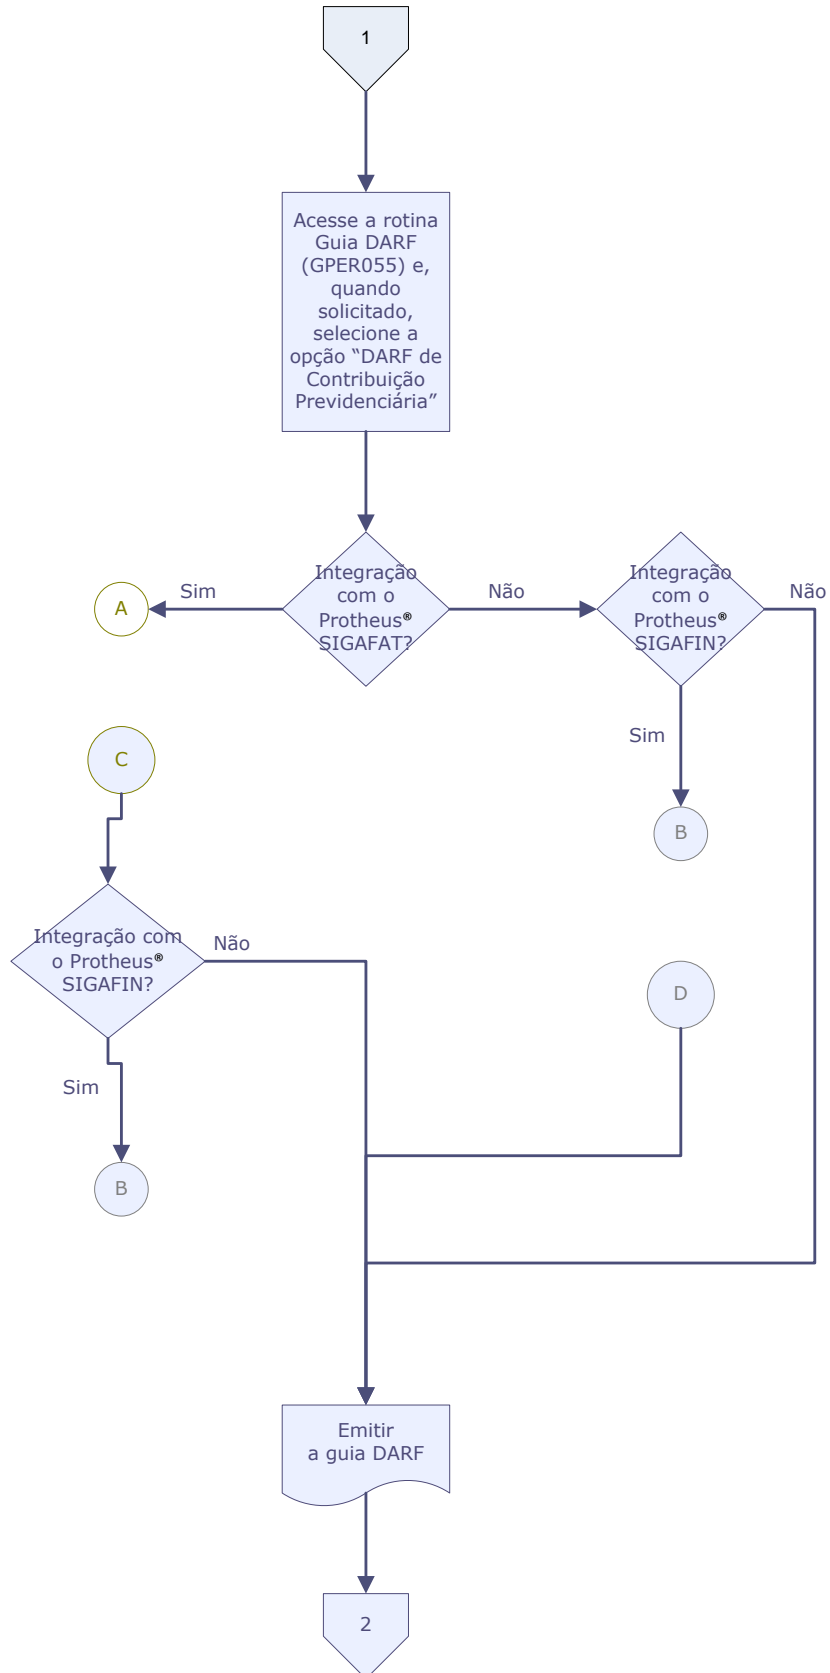 1
Acesse a rotina
Guia DARF
(GPER055) e,
quando
solicitado,
selecione a
opção “DARF de
Contribuição
Previdenciária”
Integração
com o
Protheus®
SIGAFAT?
Sim
A
Não
Integração
com o
Protheus®
SIGAFIN?
Não
Sim
B
C
Integração com
o Protheus®
SIGAFIN?
Não
Sim
B
D
Emitir
a guia DARF
2